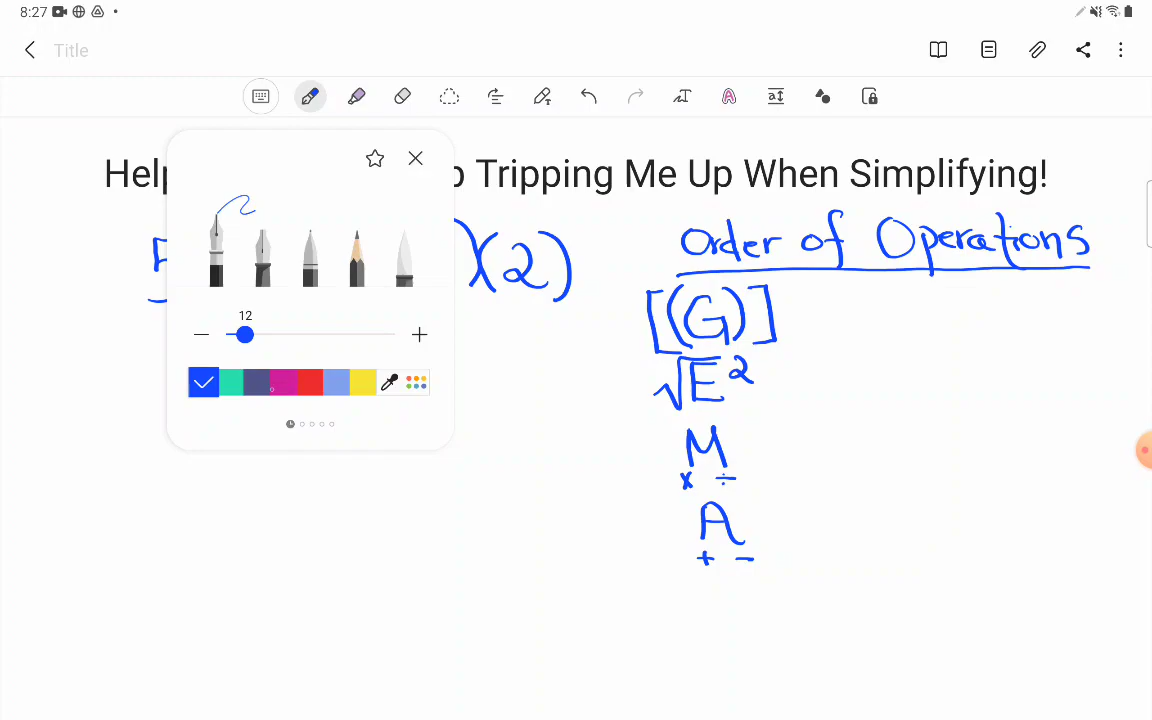 8:27
Title
Help Tripping Me Up When Simplifying!
)(2) Order of Operations
12
[(G)]
√E²
M
× ÷
A
+ −